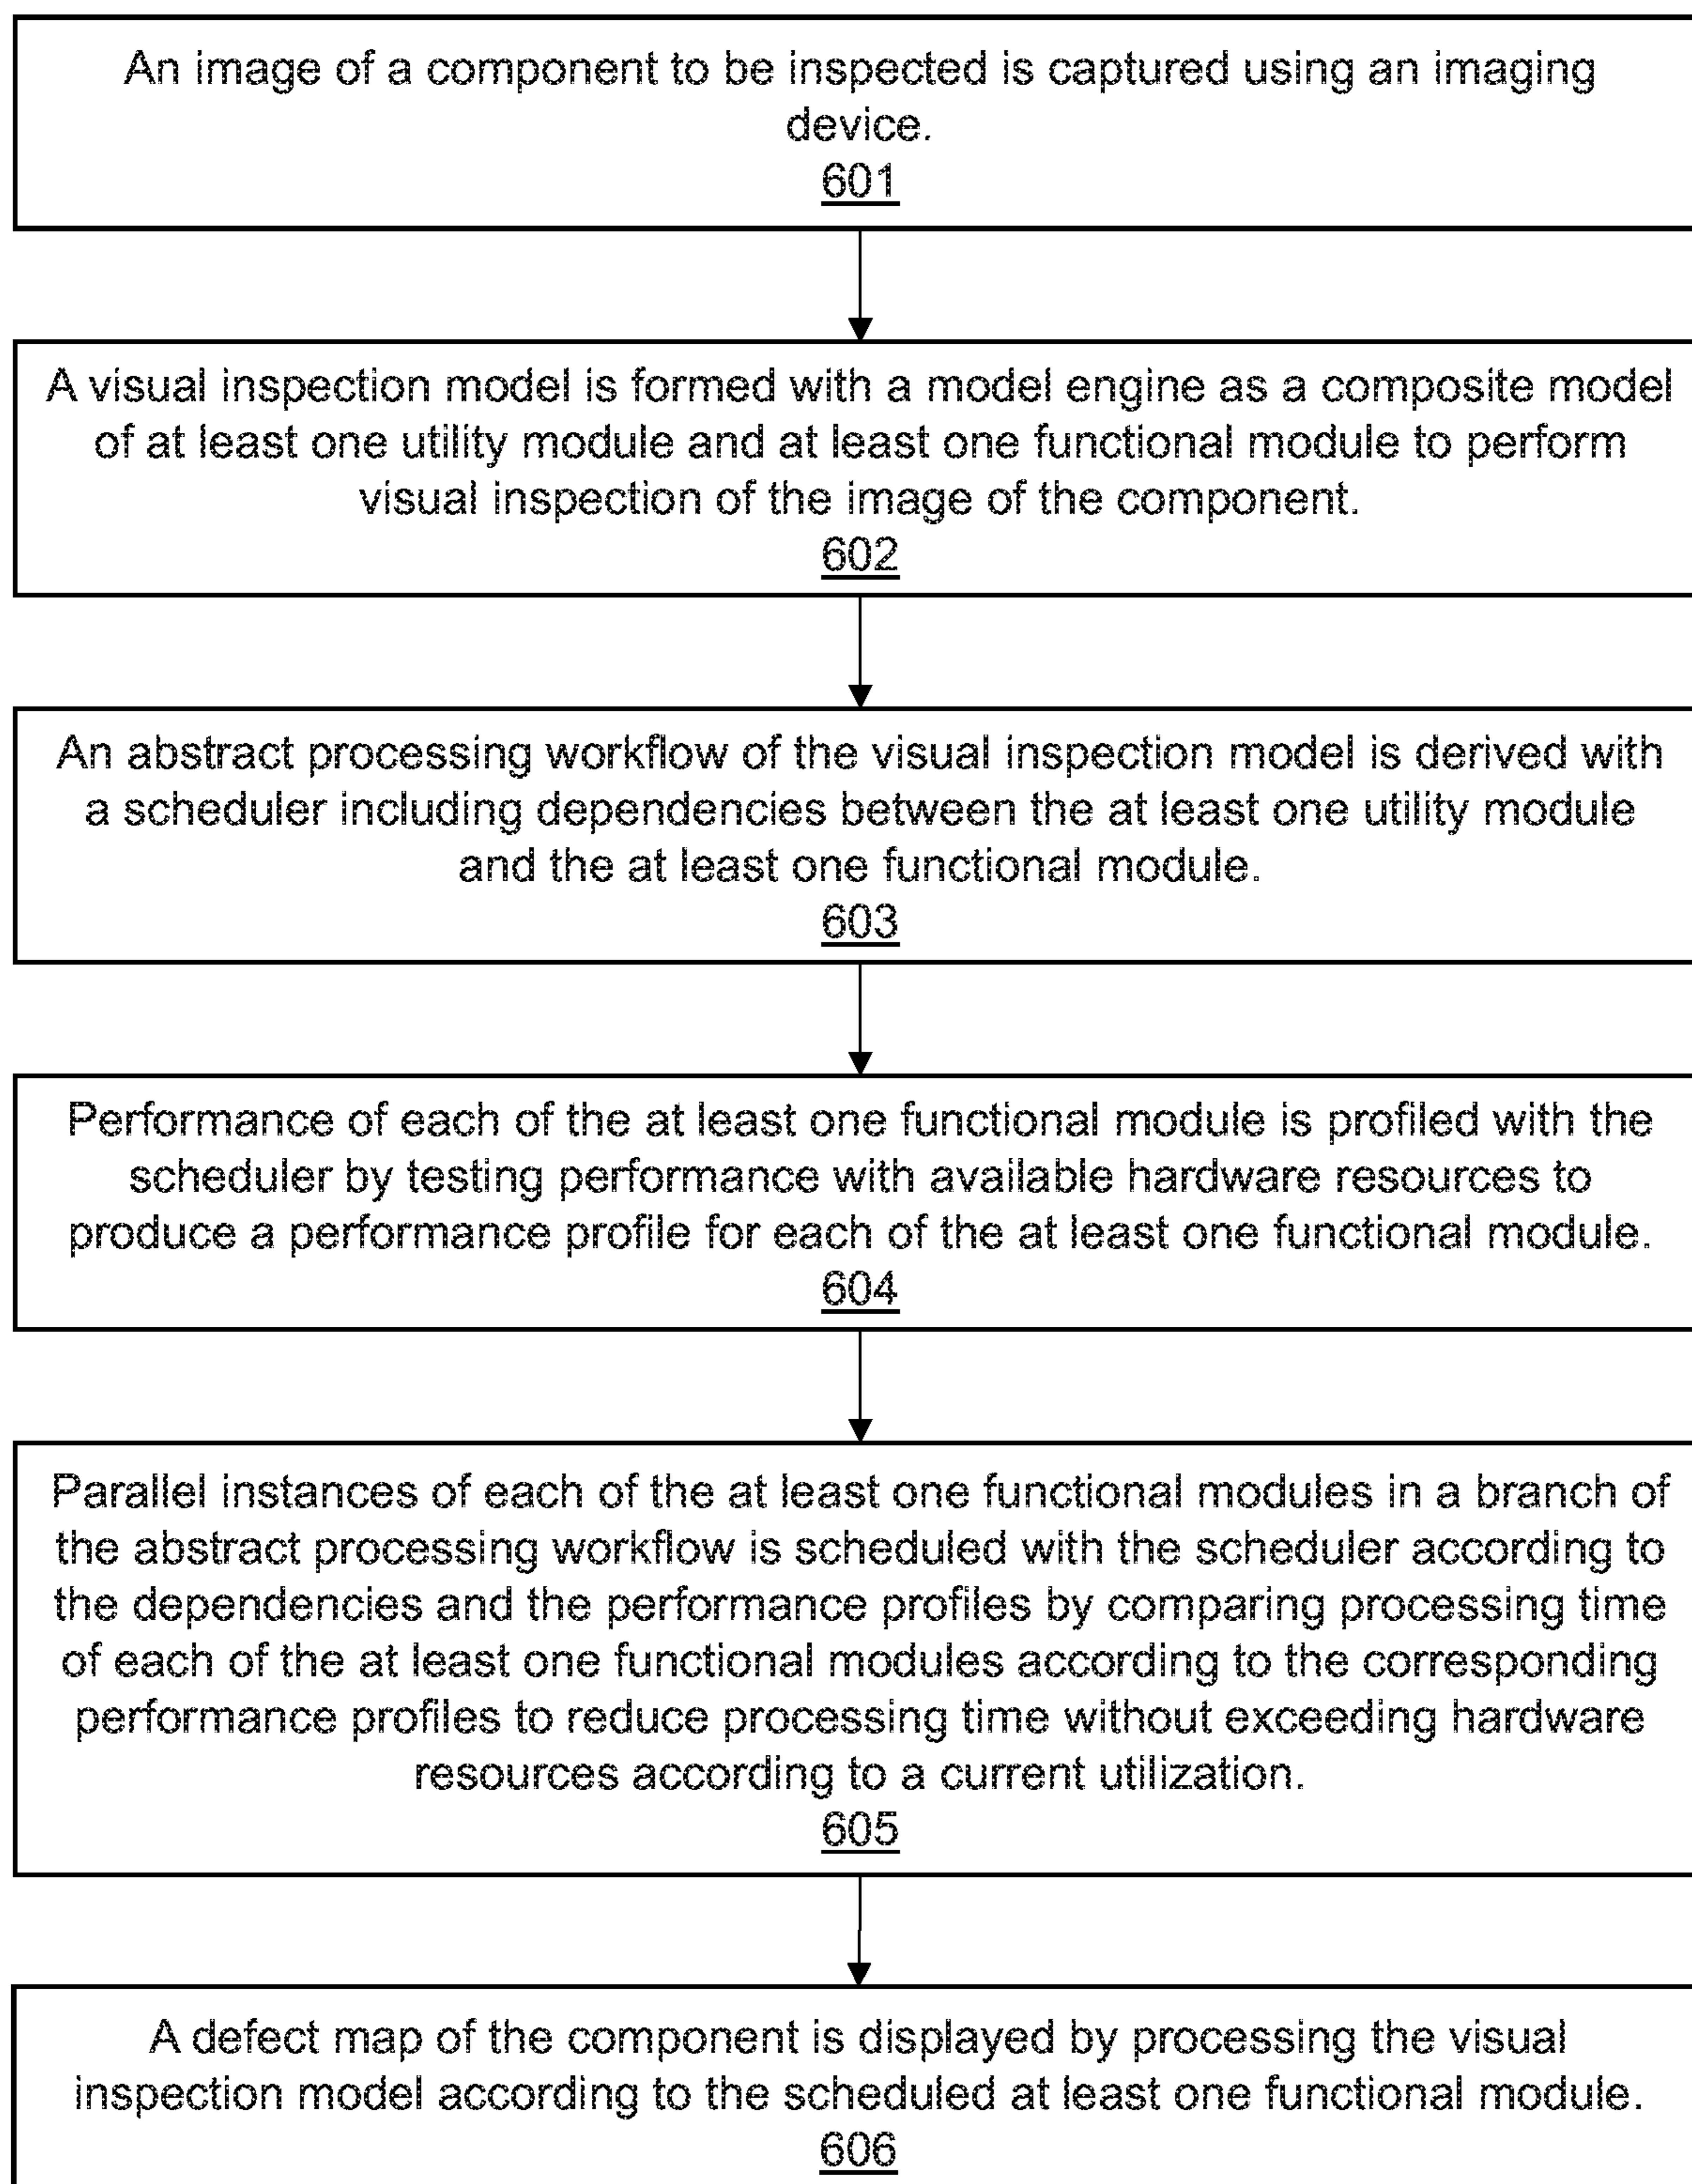 An image of a component to be inspected is captured using an imaging
device.
601
A visual inspection model is formed with a model engine as a composite model
of at least one utility module and at least one functional module to perform
visual inspection of the image of the component.
602
An abstract processing workflow of the visual inspection model is derived with
a scheduler including dependencies between the at least one utility module
and the at least one functional module.
603
Performance of each of the at least one functional module is profiled with the
scheduler by testing performance with available hardware resources to
produce a performance profile for each of the at least one functional module.
604
Parallel instances of each of the at least one functional modules in a branch of
the abstract processing workflow is scheduled with the scheduler according to
the dependencies and the performance profiles by comparing processing time
of each of the at least one functional modules according to the corresponding
performance profiles to reduce processing time without exceeding hardware
resources according to a current utilization.
605
A defect map of the component is displayed by processing the visual
inspection model according to the scheduled at least one functional module.
606